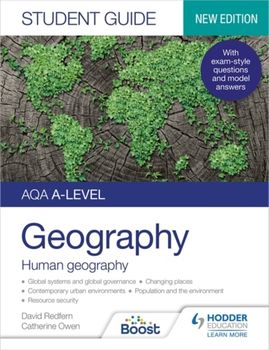 STUDENT GUIDE
NEW EDITION
With
exam-style
questions and model
answers
AQA A-LEVEL
Geography
Human geography
• Global systems and global governance • Changing places
• Contemporary urban environments • Population and the environment
• Resource security
David Redfern
Catherine Owen
Boost
HODDER
EDUCATION
LEARN MORE